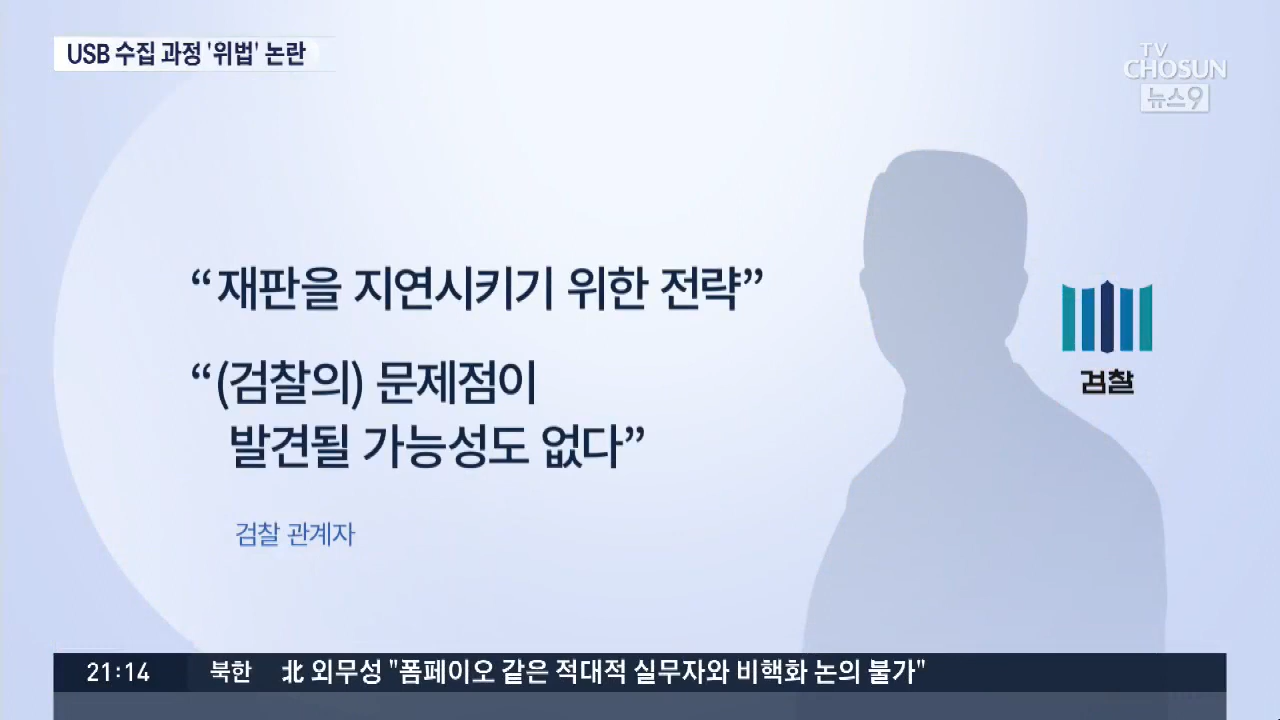 USB 수집 과정 '위법' 논란
TV
CHOSUN
뉴스9
“재판을 지연시키기 위한 전략”
“(검찰의) 문제점이
발견될 가능성도 없다”
검찰 관계자
검찰
21:14 북한 北 외무성 "폼페이오 같은 적대적 실무자와 비핵화 논의 불가"